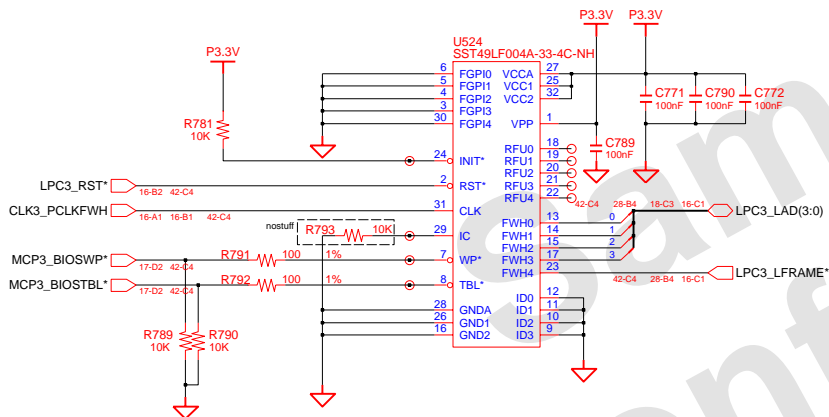 P3.3V P3.3V
U524
SST49LF004A-33-4C-NH
P3.3V
6 FGPI0 VCCA 27
5 FGPI1 VCC1 25
4 FGPI2 VCC2 32
3 FGPI3
30 FGPI4 VPP 1
C771 100nF
C790 100nF
C772 100nF
R781
10K
C789
100nF
RFU0 18
24 INIT* RFU1 19
RFU2 20
LPC3_RST* 16-B2 42-C4 2 RST* RFU3 21
RFU4 22
CLK3_PCLKFWH 16-A1 16-B1 42-C4 31 CLK
42-C4 28-B4 18-C3 16-C1 LPC3_LAD(3:0)
FWH0 13 0
nostuff
R793 10K 29 IC FWH1 14 1
FWH2 15 2
MCP3_BIOSWP* 17-D2 42-C4 R791 100 1% 7 WP* FWH3 17 3
FWH4 23 42-C4 28-B4 16-C1 LPC3_LFRAME*
MCP3_BIOSTBL* 17-D2 42-C4 R792 100 1% 8 TBL*
ID0 12
28 GNDA ID1 11
26 GND1 ID2 10
16 GND2 ID3 9
R789
10K
R790
10K
Sam
onf